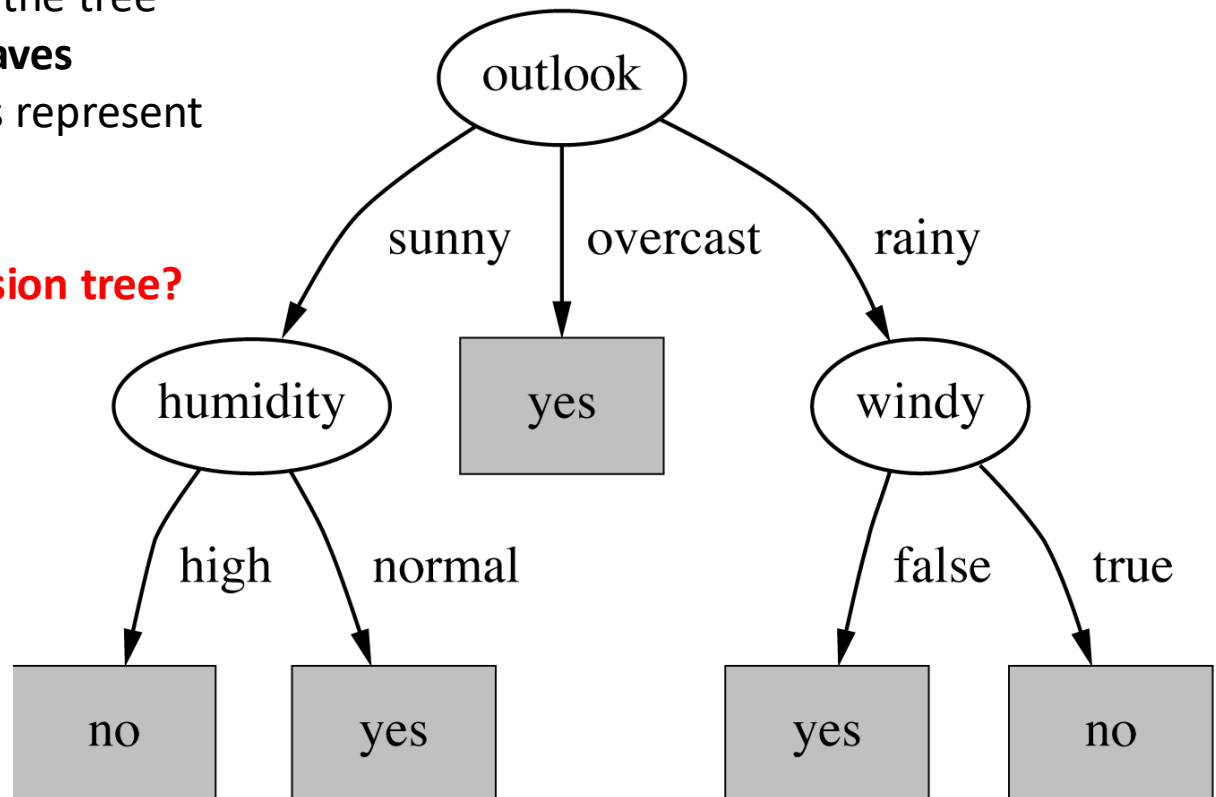 the tree
aves
s represent
sion tree?
outlook
sunny overcast rainy
humidity yes windy
high normal false true
no yes yes no